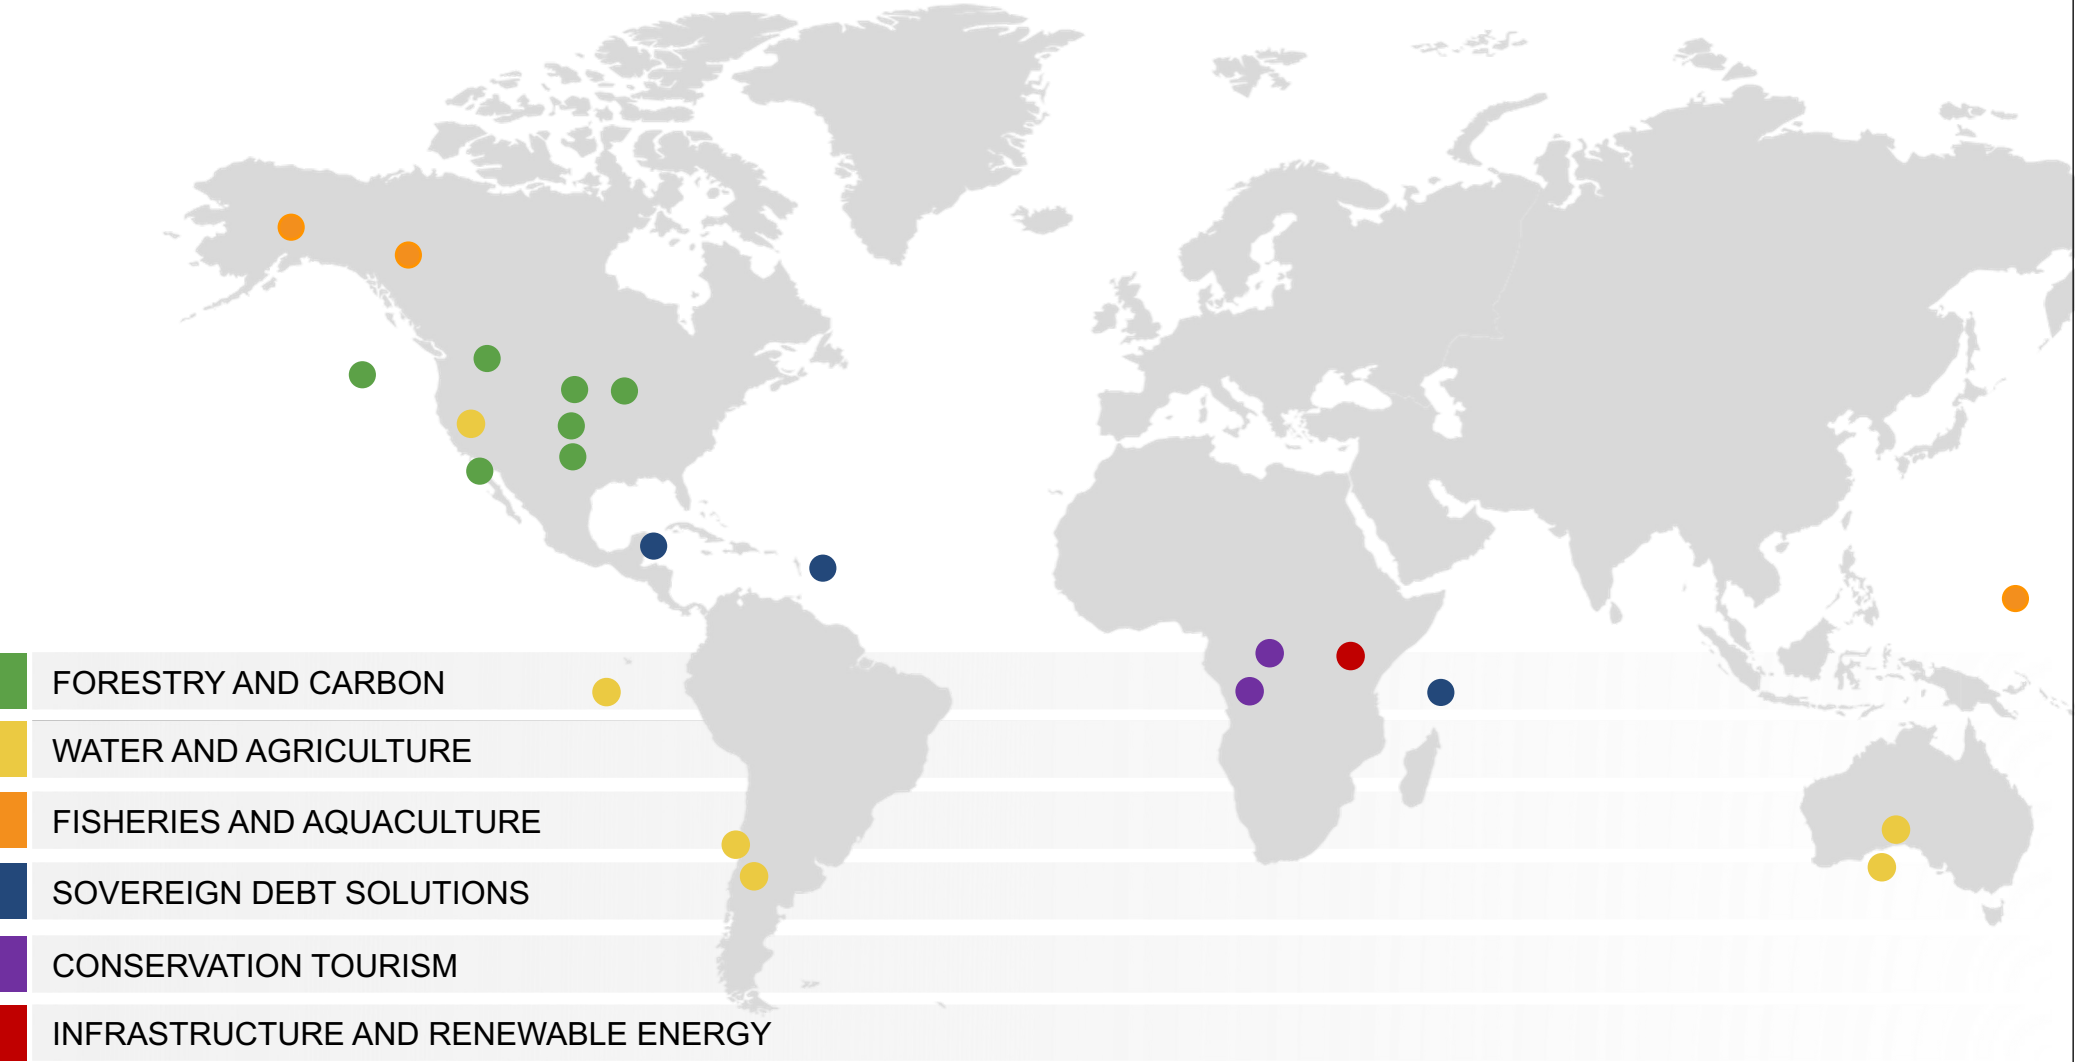 FORESTRY AND CARBON
WATER AND AGRICULTURE
FISHERIES AND AQUACULTURE
SOVEREIGN DEBT SOLUTIONS
CONSERVATION TOURISM
INFRASTRUCTURE AND RENEWABLE ENERGY